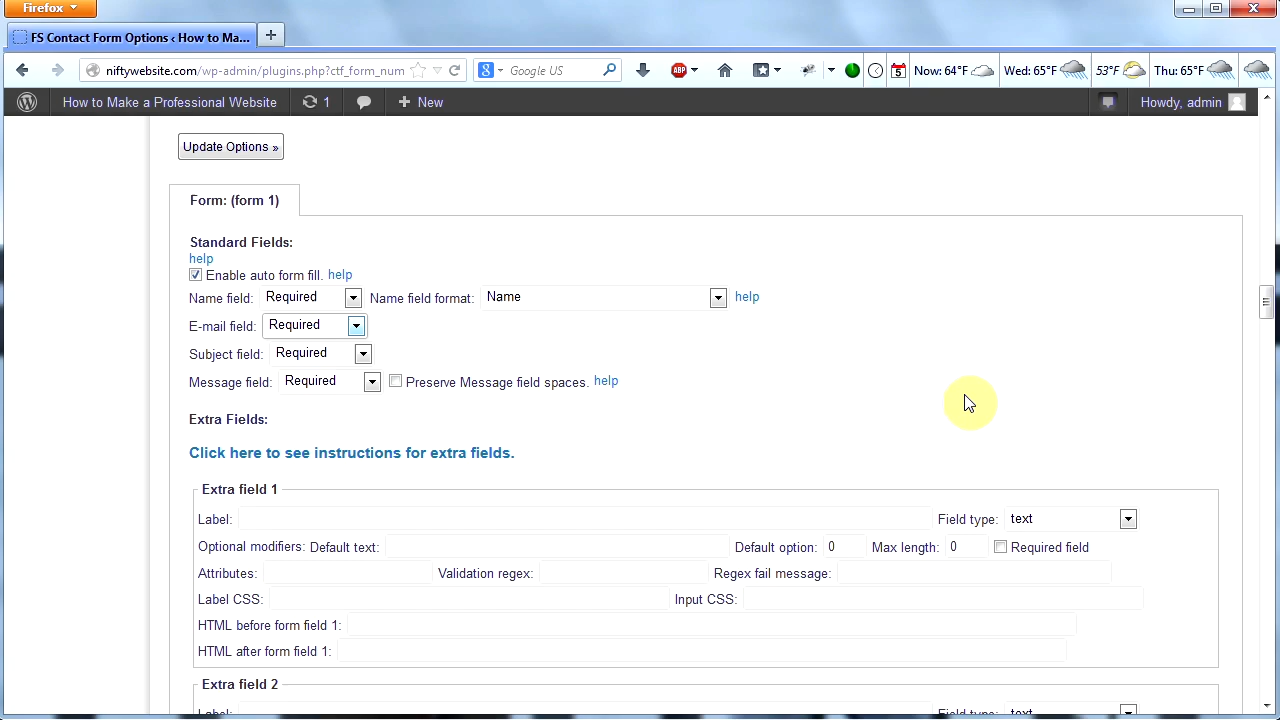 Firefox
FS Contact Form Options ‹ How to Ma...
niftywebsite.com/wp-admin/plugins.php?ctf_form_num
Google US
ABP
5
Now: 64°F
Wed: 65°F
53°F
Thu: 65°F
How to Make a Professional Website
1
New
Howdy, admin
Update Options »
Form: (form 1)
Standard Fields:
help
Enable auto form fill. help
Name field: Required Name field format: Name help
E-mail field: Required
Subject field: Required
Message field: Required Preserve Message field spaces. help
Extra Fields:
Click here to see instructions for extra fields.
Extra field 1
Label: Field type: text
Optional modifiers: Default text: Default option: 0 Max length: 0 Required field
Attributes: Validation regex: Regex fail message:
Label CSS: Input CSS:
HTML before form field 1:
HTML after form field 1:
Extra field 2
Label: Field type: text